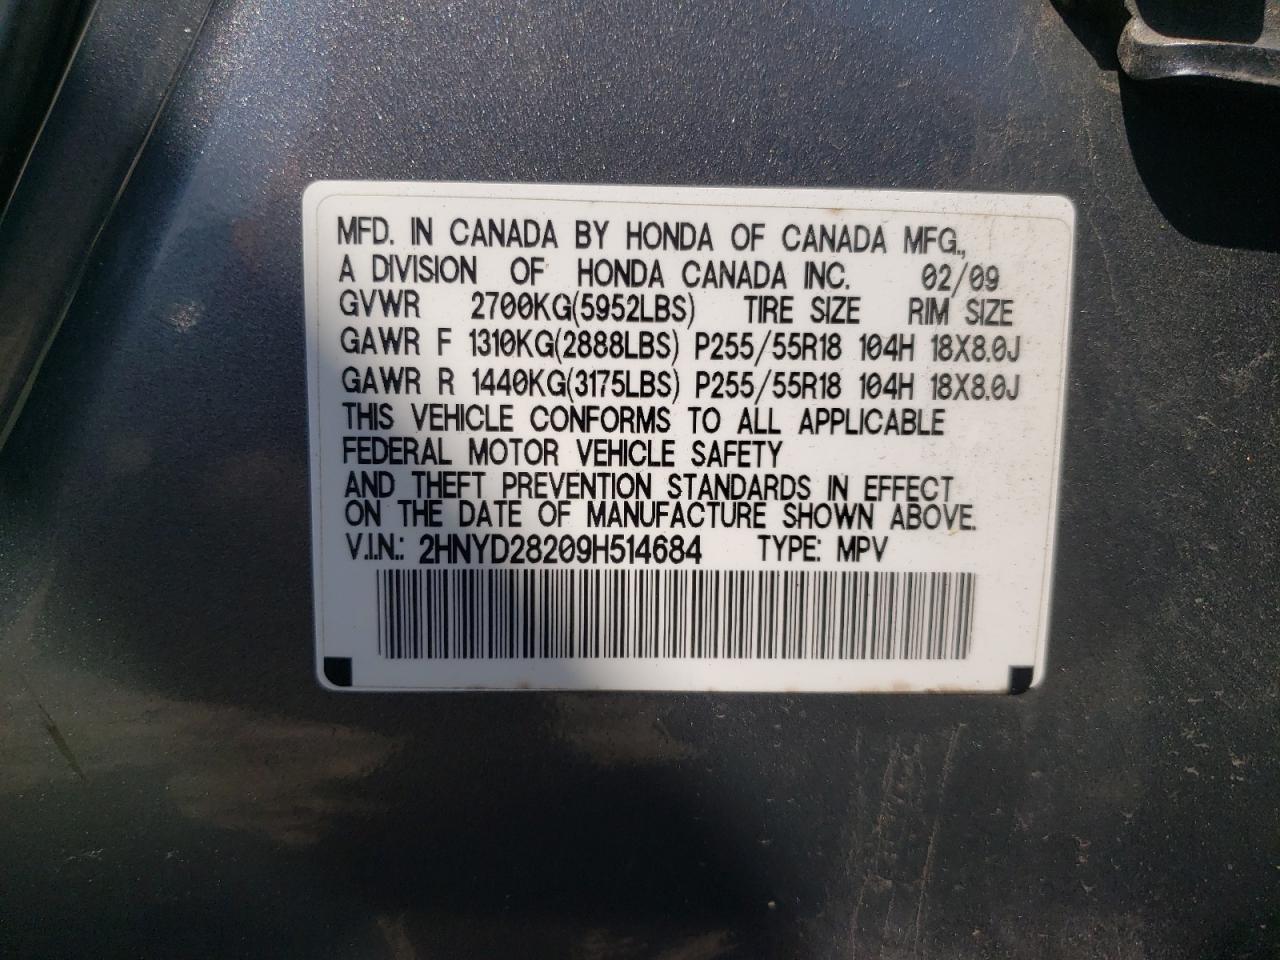 MFD. IN CANADA BY HONDA OF CANADA MFG.,
A DIVISION OF HONDA CANADA INC. 02/09
GVWR 2700KG(5952LBS) TIRE SIZE RIM SIZE
GAWR F 1310KG(2888LBS) P255/55R18 104H 18X8.0J
GAWR R 1440KG(3175LBS) P255/55R18 104H 18X8.0J
THIS VEHICLE CONFORMS TO ALL APPLICABLE
FEDERAL MOTOR VEHICLE SAFETY
AND THEFT PREVENTION STANDARDS IN EFFECT
ON THE DATE OF MANUFACTURE SHOWN ABOVE.
V.I.N.: 2HNYD28209H514684 TYPE: MPV